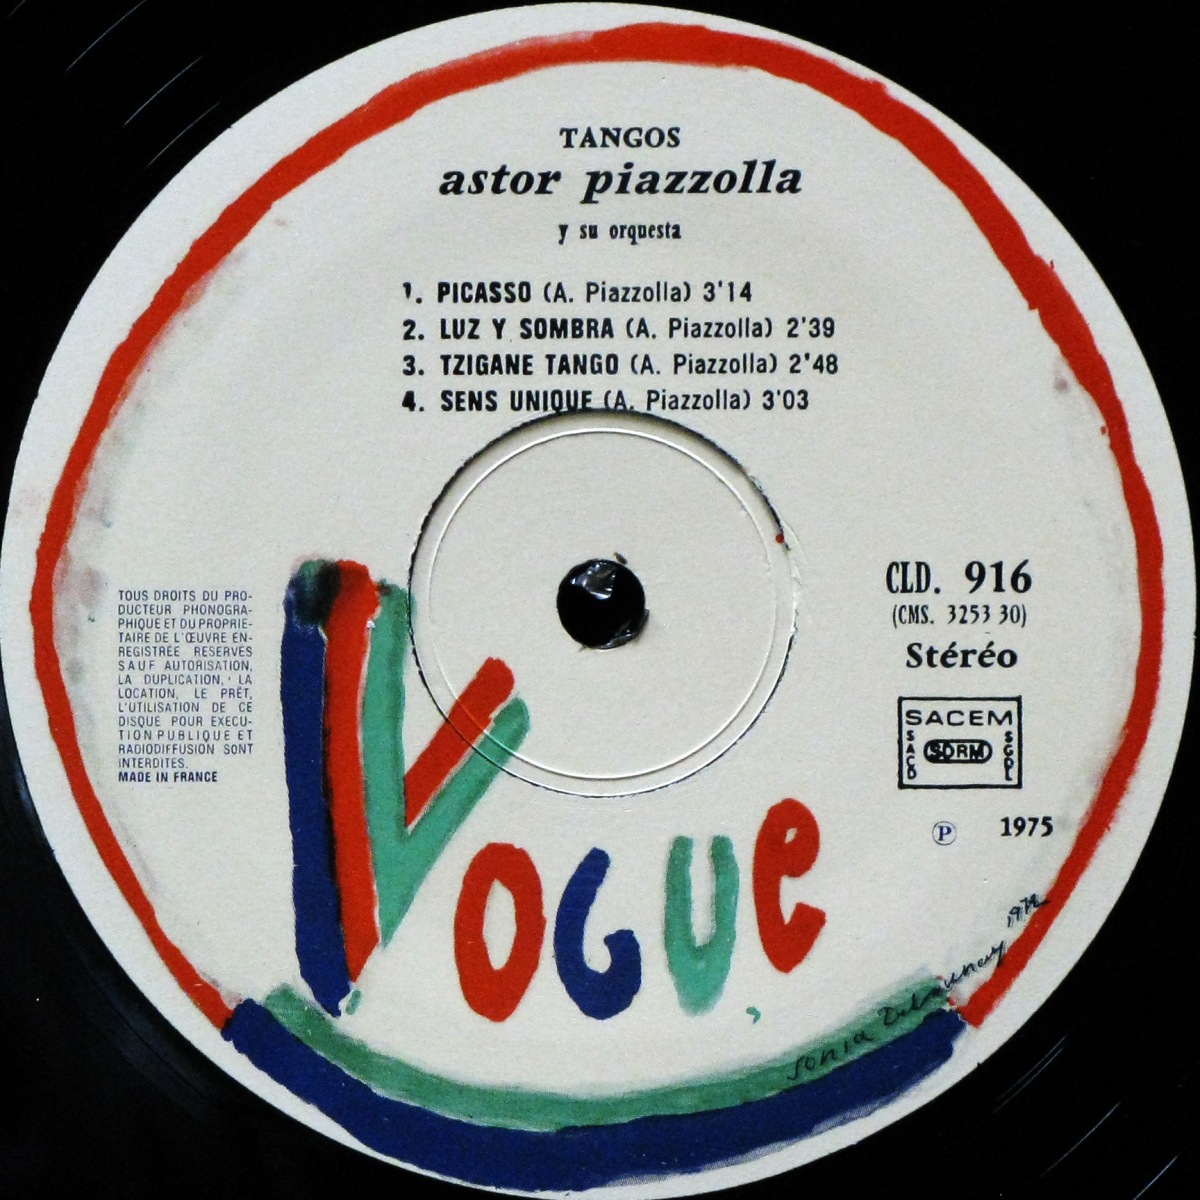 TANGOS
astor piazzolla
y su orquesta
1. PICASSO (A. Piazzolla) 3'14
2. LUZ Y SOMBRA (A. Piazzolla) 2'39
3. TZIGANE TANGO (A. Piazzolla) 2'48
4. SENS UNIQUE (A. Piazzolla) 3'03
TOUS DROITS DU PRO-
DUCTEUR PHONOGRA-
PHIQUE ET DU PROPRIE-
TAIRE DE L'ŒUVRE EN-
REGISTRÉE RESERVÉS
SAUF AUTORISATION,
LA DUPLICATION, LA
LOCATION, LE PRÊT,
L'UTILISATION DE CE
DISQUE POUR EXECU-
TION PUBLIQUE ET
RADIODIFFUSION SONT
INTERDITES.
MADE IN FRANCE
CLD. 916
(CMS. 3253 30)
Stéréo
SACEM
SACD
SDRM
SGDL
℗ 1975
VOGUE
Sonia Delaunay 1972